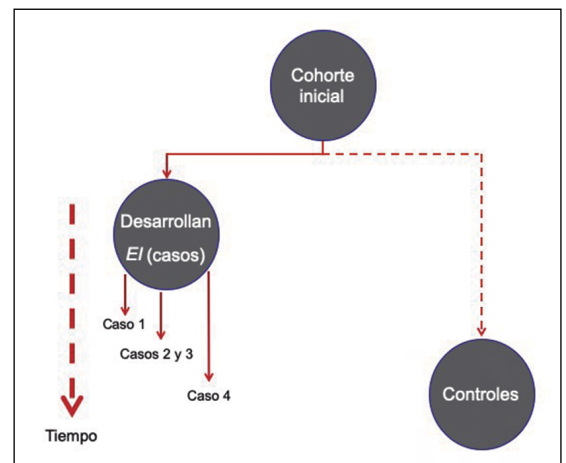 Cohorte
inicial
Desarrollan
EI (casos)
Caso 1
Casos 2 y 3
Caso 4
Controles
Tiempo